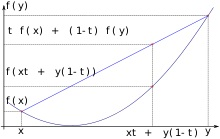 f(y)
t f(x) + (1-t) f(y)
f(xt + y(1-t))
f(x)
x
xt + y(1-t)
y